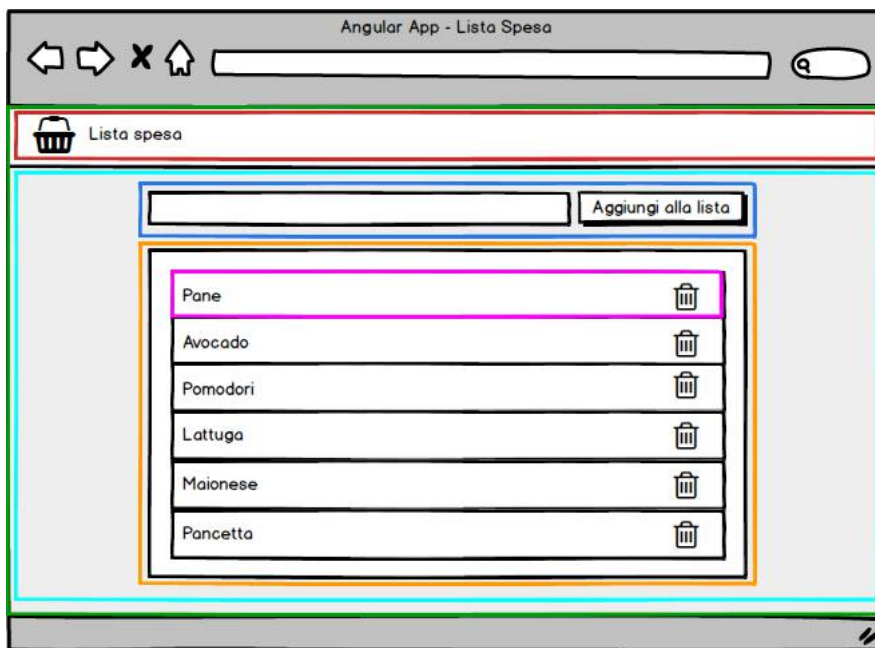 Angular App - Lista Spesa
Lista spesa
Aggiungi alla lista
Pane
Avocado
Pomodori
Lattuga
Maionese
Pancetta